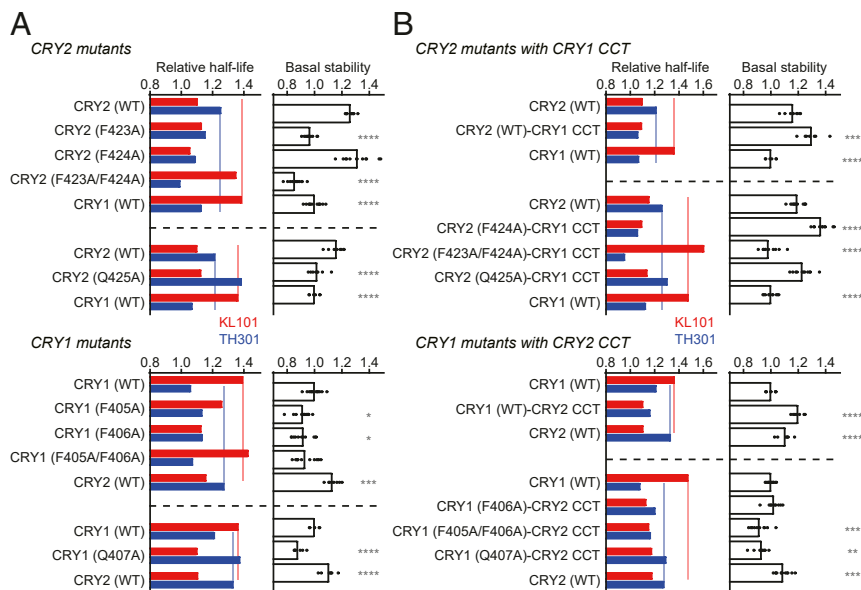 A
CRY2 mutants
Relative half-life Basal stability
0.8 1.0 1.2 1.4 0.8 1.0 1.2 1.4
CRY2 (WT)
CRY2 (F423A) ****
CRY2 (F424A)
CRY2 (F423A/F424A) ****
CRY1 (WT) ****
CRY2 (WT)
CRY2 (Q425A) ****
CRY1 (WT) ****
KL101
TH301
CRY1 mutants
0.8 1.0 1.2 1.4 0.8 1.0 1.2 1.4
CRY1 (WT)
CRY1 (F405A) *
CRY1 (F406A) *
CRY1 (F405A/F406A)
CRY2 (WT) ***
CRY1 (WT)
CRY1 (Q407A) ****
CRY2 (WT) ****
B
CRY2 mutants with CRY1 CCT
Relative half-life Basal stability
0.8 1.0 1.2 1.4 1.6 0.8 1.0 1.2 1.4
CRY2 (WT)
CRY2 (WT)-CRY1 CCT ***
CRY1 (WT) ****
CRY2 (WT)
CRY2 (F424A)-CRY1 CCT ****
CRY2 (F423A/F424A)-CRY1 CCT ****
CRY2 (Q425A)-CRY1 CCT
CRY1 (WT) ****
KL101
TH301
CRY1 mutants with CRY2 CCT
0.8 1.0 1.2 1.4 1.6 0.8 1.0 1.2 1.4
CRY1 (WT)
CRY1 (WT)-CRY2 CCT ****
CRY2 (WT) ****
CRY1 (WT)
CRY1 (F406A)-CRY2 CCT
CRY1 (F405A/F406A)-CRY2 CCT ***
CRY1 (Q407A)-CRY2 CCT **
CRY2 (WT) ***